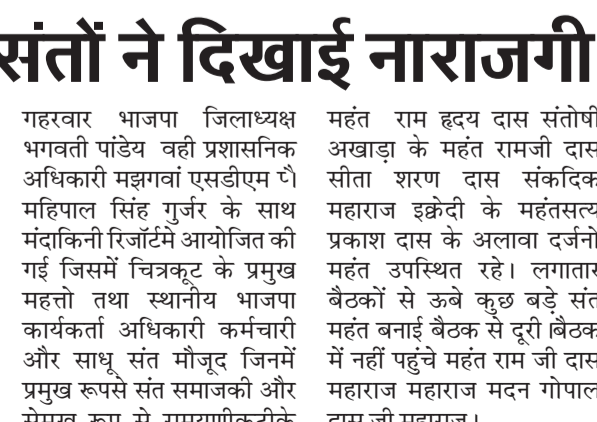 संतों ने दिखाई नाराजगी
गहरवार भाजपा जिलाध्यक्ष
भगवती पांडेय वही प्रशासनिक
अधिकारी मझगवां एसडीएम
महिपाल सिंह गुर्जर के साथ
मंदाकिनी रिजॉर्टमे आयोजित की
गई जिसमें चित्रकूट के प्रमुख
महत्तो तथा स्थानीय भाजपा
कार्यकर्ता अधिकारी कर्मचारी
और साधू संत मौजूद जिनमें
प्रमुख रूपसे संत समाजकी और
महंत राम हृदय दास संतोषी
अखाड़ा के महंत रामजी दास
सीता शरण दास संकदिक
महाराज इक्रेदी के महंतसत्य
प्रकाश दास के अलावा दर्जनो
महंत उपस्थित रहे। लगातार
बैठकों से ऊबे कुछ बड़े संत
महंत बनाई बैठक से दूरी।बैठक
में नहीं पहुंचे महंत राम जी दास
महाराज महाराज मदन गोपाल
दास जी महाराज।